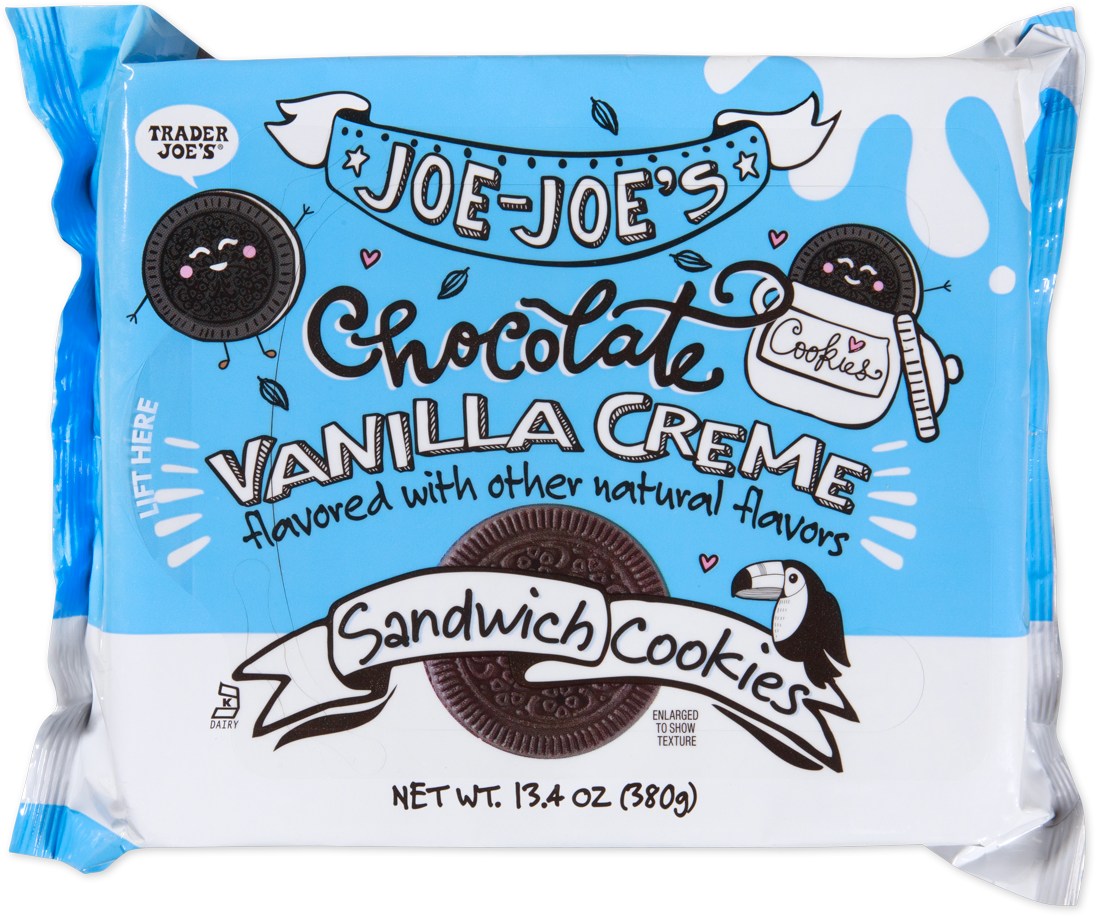 TRADER
JOE'S®
JOE-JOE'S
Chocolate
Cookies
VANILLA CREME
LIFT HERE
flavored with other natural flavors
Sandwich Cookies
K
DAIRY
ENLARGED
TO SHOW
TEXTURE
NET WT. 13.4 OZ (380g)